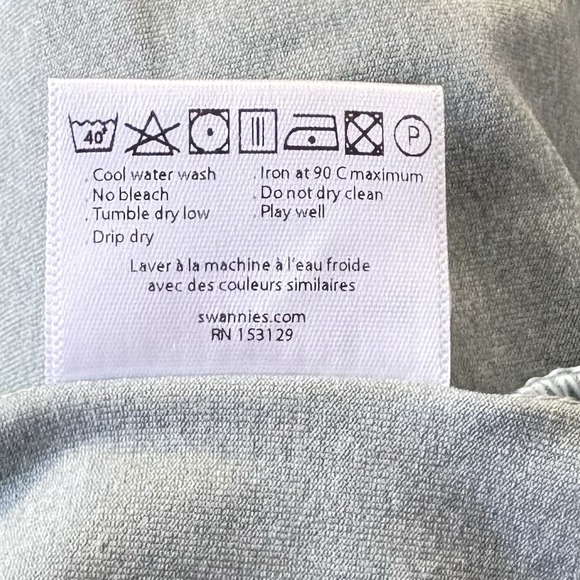 40°
P
. Cool water wash
. No bleach
. Tumble dry low
. Drip dry
. Iron at 90 C maximum
. Do not dry clean
. Play well
Laver à la machine à l'eau froide
avec des couleurs similaires
swannies.com
RN 153129